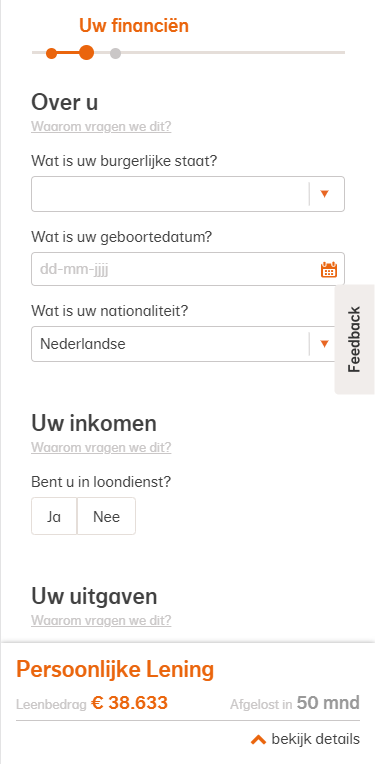 Uw financiën
Over u
Waarom vragen we dit?
Wat is uw burgerlijke staat?
Wat is uw geboortedatum?
dd-mm-jjjj
Wat is uw nationaliteit?
Nederlandse
Feedback
Uw inkomen
Waarom vragen we dit?
Bent u in loondienst?
Ja Nee
Uw uitgaven
Waarom vragen we dit?
Persoonlijke Lening
Leenbedrag € 38.633 Afgelost in 50 mnd
bekijk details